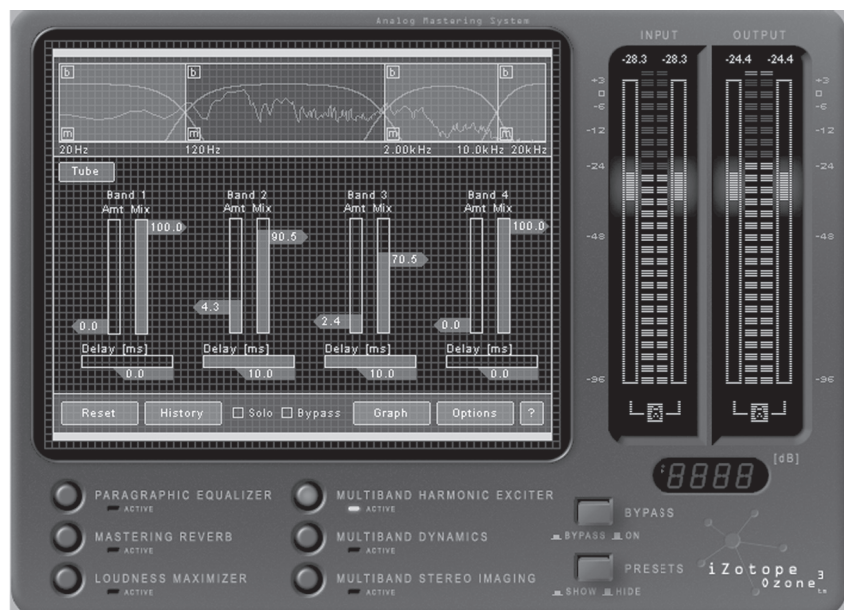 Analog Mastering System
INPUT OUTPUT
-28.3 -28.3 -24.4 -24.4
b b b b
m m m m
20Hz 120Hz 2.00kHz 10.0kHz 20kHz
+3 +3
-6 -6
-12 -12
-24 -24
-48 -48
-96 -96
Tube
Band 1 Band 2 Band 3 Band 4
Amt Mix Amt Mix Amt Mix Amt Mix
100.0 90.5 70.5 100.0
0.0 4.3 2.4 0.0
Delay [ms] Delay [ms] Delay [ms] Delay [ms]
0.0 10.0 10.0 0.0
Reset History Solo Bypass Graph Options ?
[dB]
8888
PARAGRAPHIC EQUALIZER MULTIBAND HARMONIC EXCITER
ACTIVE ACTIVE
BYPASS
BYPASS ON
MASTERING REVERB MULTIBAND DYNAMICS
ACTIVE ACTIVE
LOUDNESS MAXIMIZER MULTIBAND STEREO IMAGING
ACTIVE ACTIVE
PRESETS
SHOW HIDE
iZotope
Ozone 3 tm